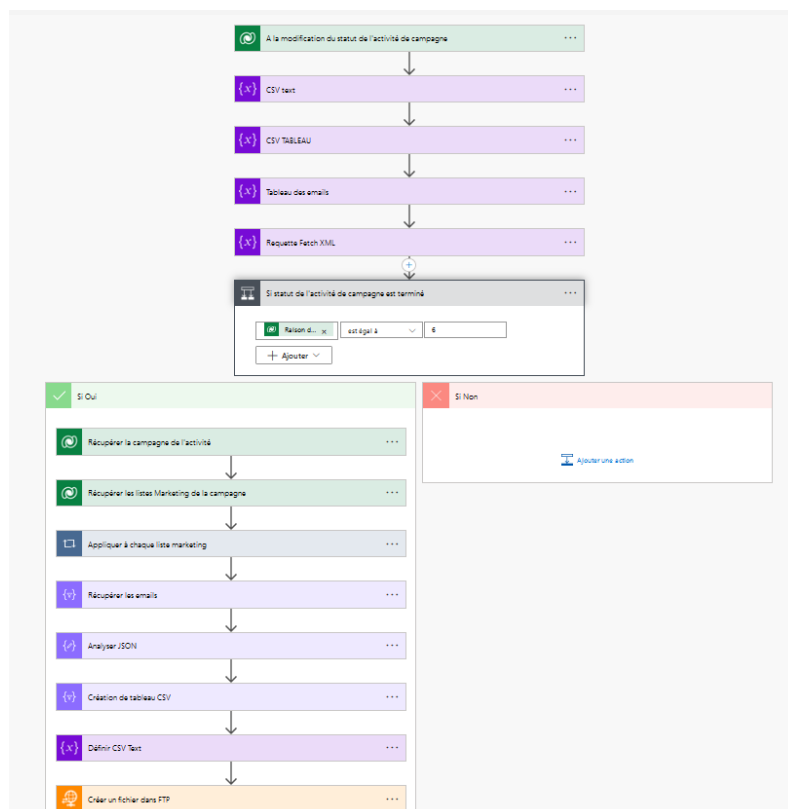 A la modification du statut de l'activité de campagne
CSV text
CSV TABLEAU
Tableau des emails
Requette Fetch XML
Si statut de l'activité de campagne est terminé
Raison d... x est égal à 6
Ajouter
Si Oui
Si Non
Récupérer la campagne de l'activité
Ajouter une action
Récupérer les listes Marketing de la campagne
Appliquer à chaque liste marketing
Récupérer les emails
Analyser JSON
Création de tableau CSV
Définir CSV Text
Créer un fichier dans FTP